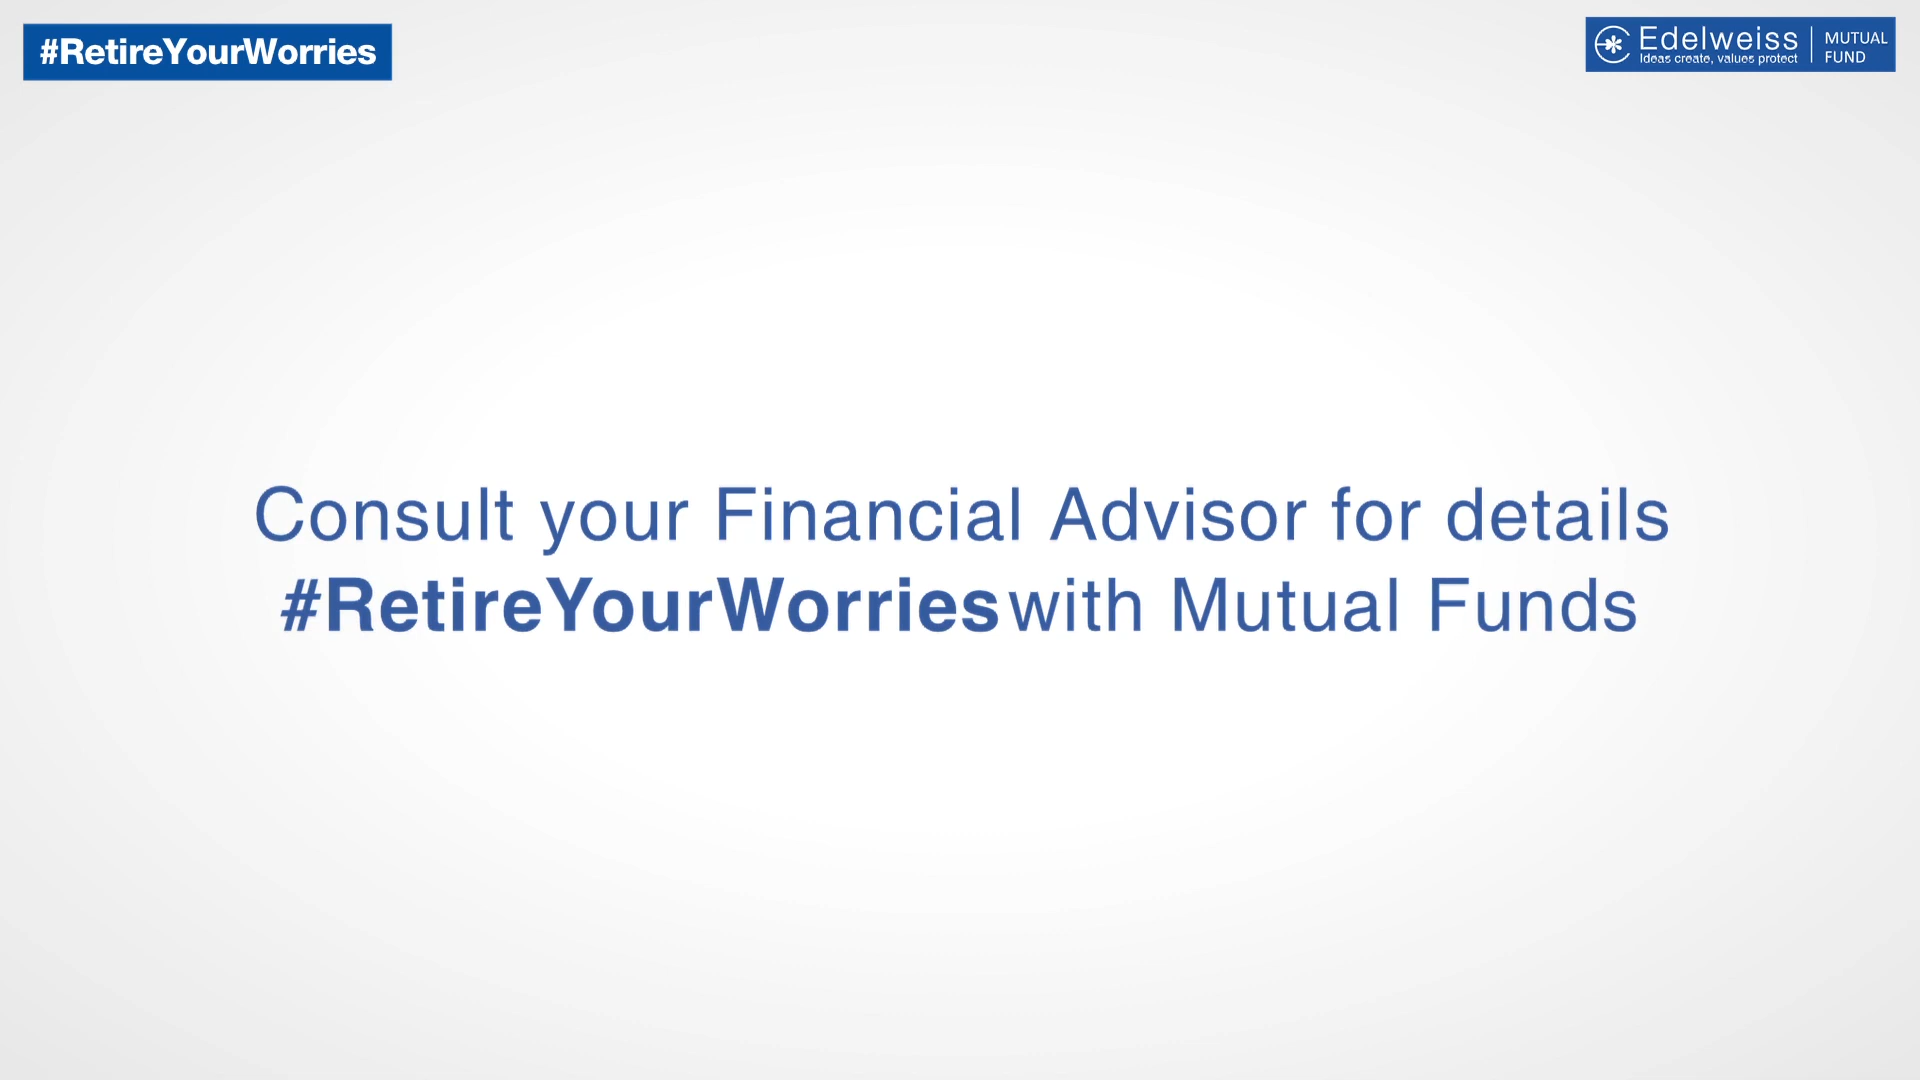 #RetireYourWorries
Edelweiss
Ideas create, values protect
MUTUAL
FUND
Consult your Financial Advisor for details
#RetireYourWorries with Mutual Funds